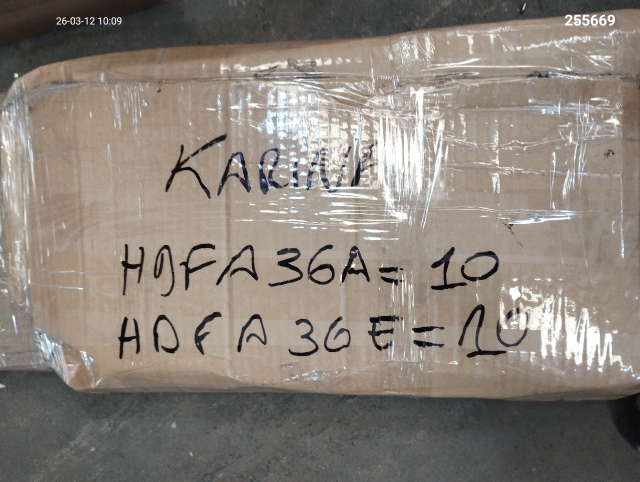 26-03-12 10:09
255669
KARINA
HDFA36A= 10
HDFA36E=10